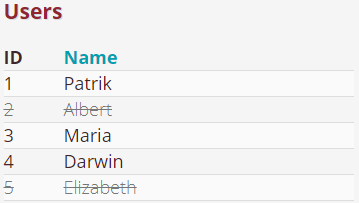 Users
ID Name
1 Patrik
2 Albert
3 Maria
4 Darwin
5 Elizabeth